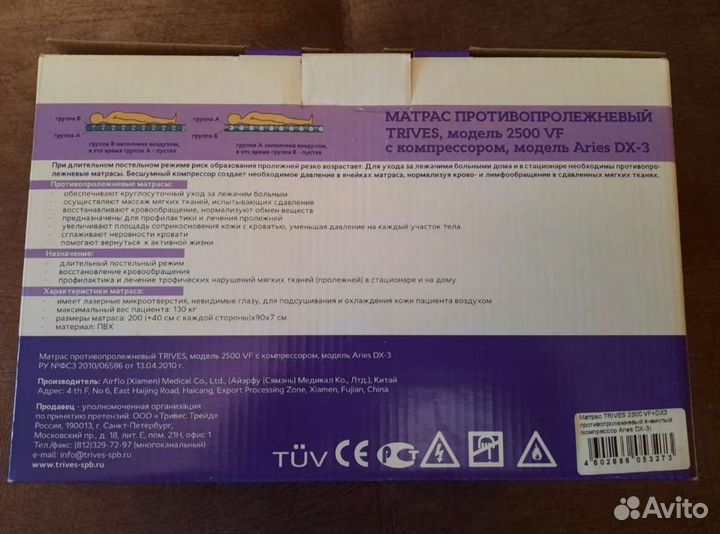 группа В
группа А
группа В наполнена воздухом,
в это время группа А - пустая
группа А
группа В
группа А наполнена воздухом,
в это время группа В - пустая
МАТРАС ПРОТИВОПРОЛЕЖНЕВЫЙ
TRIVES, модель 2500 VF
с компрессором, модель Aries DX-3
При длительном постельном режиме риск образования пролежней резко возрастает. Для ухода за лежачими больными дома и в стационаре необходимы противопро-
лежневые матрасы. Бесшумный компрессор создает необходимое давление в ячейках матраса, нормализуя крово- и лимфообращение в сдавленных мягких тканях.
Противопролежневые матрасы:
· обеспечивают круглосуточный уход за лежачим больным
· осуществляют массаж мягких тканей, испытывающих сдавление
· восстанавливают кровообращение, нормализуют обмен веществ
· предназначены для профилактики и лечения пролежней
· увеличивают площадь соприкосновения кожи с кроватью, уменьшая давление на каждый участок тела
· сглаживают неровности кровати
· помогают вернуться к активной жизни
Назначение:
· длительный постельный режим
· восстановление кровообращения
· профилактика и лечение трофических нарушений мягких тканей (пролежней) в стационаре и на дому
Характеристики матраса:
· имеет лазерные микроотверстия, невидимые глазу, для подсушивания и охлаждения кожи пациента воздухом
· максимальный вес пациента: 130 кг
· размеры матраса: 200 (+40 см с каждой стороны)х90х7 см
· материал: ПВХ
Матрас противопролежневый TRIVES, модель 2500 VF с компрессором, модель Aries DX-3
РУ №ФСЗ 2010/06586 от 13.04.2010 г.
Производитель: Airflo (Xiamen) Medical Co., Ltd., (Айэрфу (Сямэнь) Медикал Ко., Лтд.), Китай
Адрес: 4 th F, No 6, East Haijing Road, Haicang, Export Processing Zone, Xiamen, Fujian, China
Продавец - уполномоченная организация
по принятию претензий: ООО «Тривес Трейд»
Россия, 190013, г. Санкт-Петербург,
Московский пр., д. 18, лит. Е, пом. 21Н, офис 1
Тел./факс: (812)329-72-97 (многоканальный)
e-mail: info@trives-spb.ru
www.trives-spb.ru
TÜV CE РСТ
Матрас TRIVES 2500 VF+DX3
противопролежневый ячеистый
(компрессор Aries DX-3)
4 602866 053273
Avito